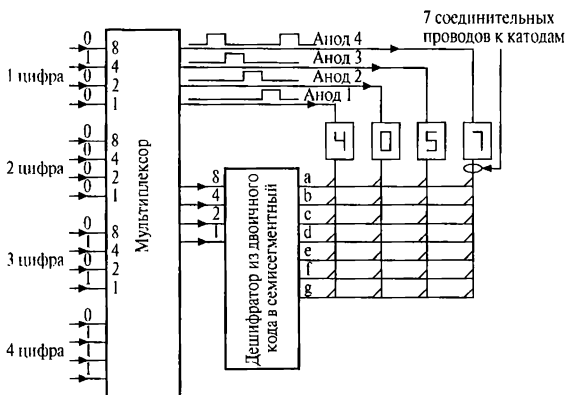 7 соединительных
проводов к катодам
Анод 4
Анод 3
Анод 2
Анод 1
1 цифра
0 8
1 4
0 2
0 1
2 цифра
0 8
0 4
0 2
0 1
3 цифра
0 8
1 4
0 2
1 1
4 цифра
0
1
1
1
Мультиплексор
8
4
2
1
Дешифратор из двоичного
кода в семисегментный
a
b
c
d
e
f
g
4 0 5 7